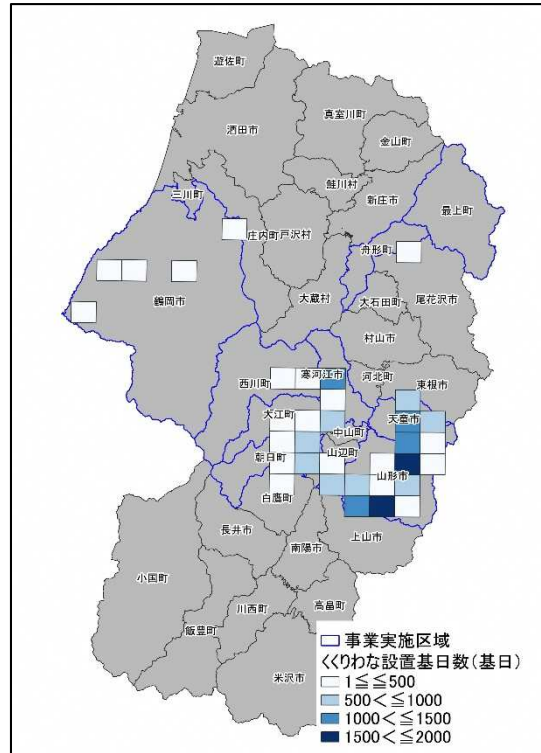 遊佐町
真室川町
酒田市
金山町
鮭川村
三川町
新庄市
最上町
庄内町
戸沢村
舟形町
鶴岡市
大蔵村
大石田町
尾花沢市
村山市
西川町
寒河江市
河北町
東根市
大江町
天童市
中山町
朝日町
山辺町
山形市
白鷹町
長井市
上山市
南陽市
小国町
川西町
高畠町
飯豊町
米沢市
事業実施区域
くくりわな設置基日数(基日)
1≦≦500
500<≦1000
1000<≦1500
1500<≦2000